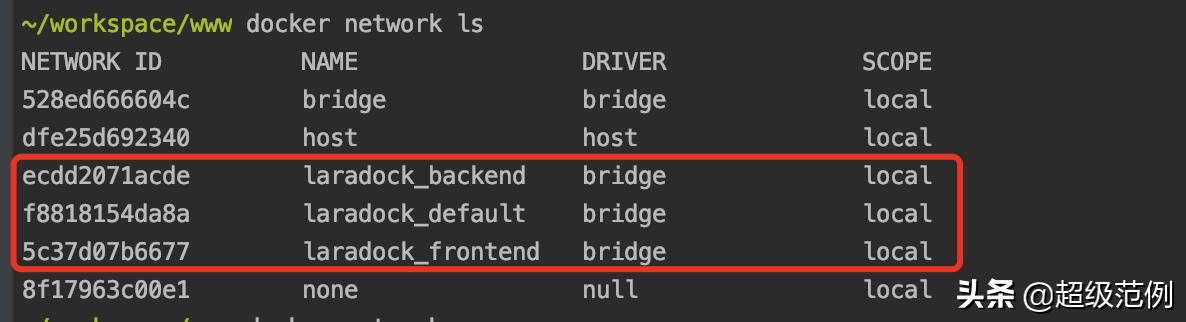 ~/workspace/www docker network ls
NETWORK ID NAME DRIVER SCOPE
528ed666604c bridge bridge local
dfe25d692340 host host local
ecdd2071acde laradock_backend bridge local
f8818154da8a laradock_default bridge local
5c37d07b6677 laradock_frontend bridge local
8f17963c00e1 none null local
头条 @超级范例